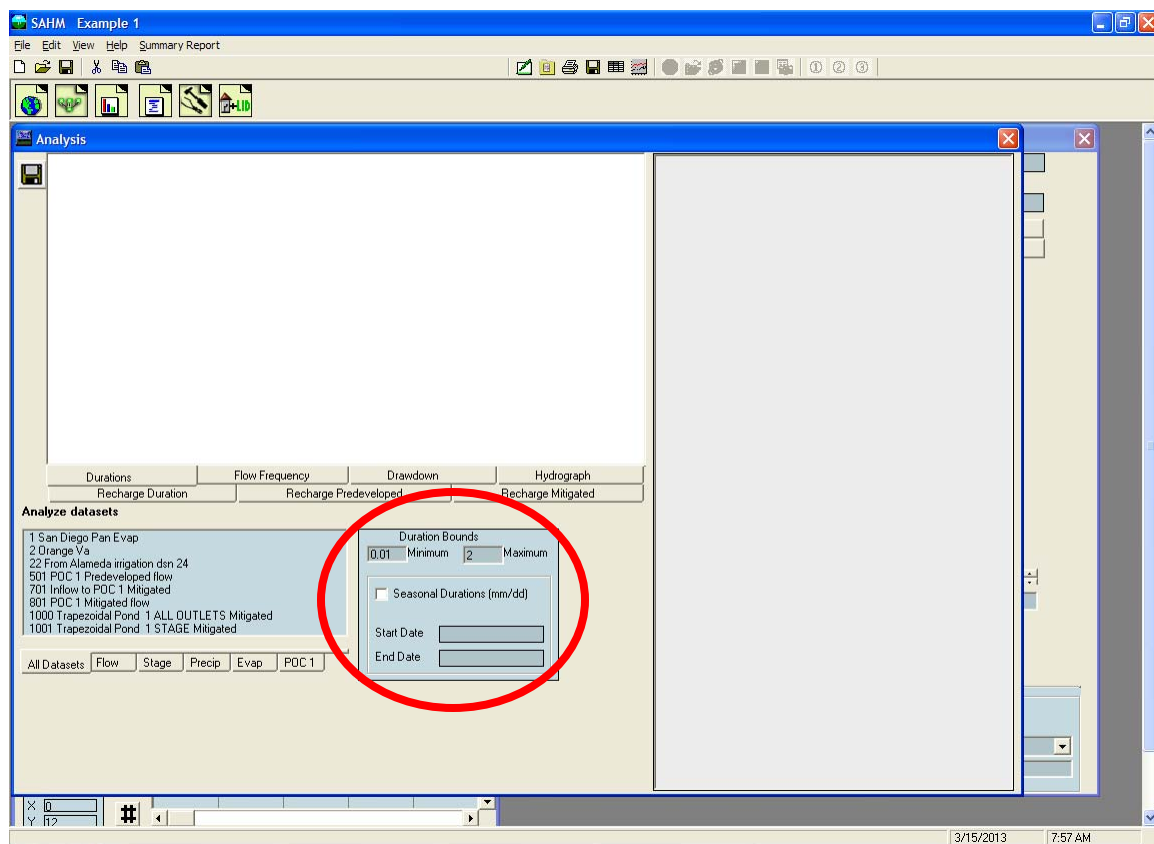 SAHM Example 1
File Edit View Help Summary Report
① ② ③
+LID
Analysis
Durations Flow Frequency Drawdown Hydrograph
Recharge Duration Recharge Predeveloped Recharge Mitigated
Analyze datasets
1 San Diego Pan Evap
2 Orange Va
22 From Alameda irrigation dsn 24
501 POC 1 Predeveloped flow
701 Inflow to POC 1 Mitigated
801 POC 1 Mitigated flow
1000 Trapezoidal Pond 1 ALL OUTLETS Mitigated
1001 Trapezoidal Pond 1 STAGE Mitigated
All Datasets Flow Stage Precip Evap POC 1
Duration Bounds
0.01 Minimum 2 Maximum
Seasonal Durations (mm/dd)
Start Date
End Date
X 0
Y 12
#
3/15/2013 7:57 AM